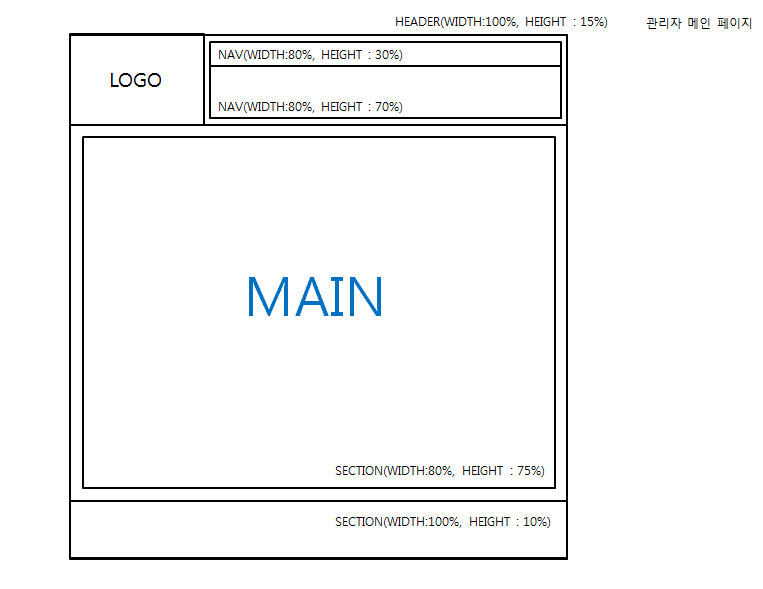 HEADER(WIDTH:100%, HEIGHT : 15%)
관리자 메인 페이지
LOGO
NAV(WIDTH:80%, HEIGHT : 30%)
NAV(WIDTH:80%, HEIGHT : 70%)
MAIN
SECTION(WIDTH:80%, HEIGHT : 75%)
SECTION(WIDTH:100%, HEIGHT : 10%)